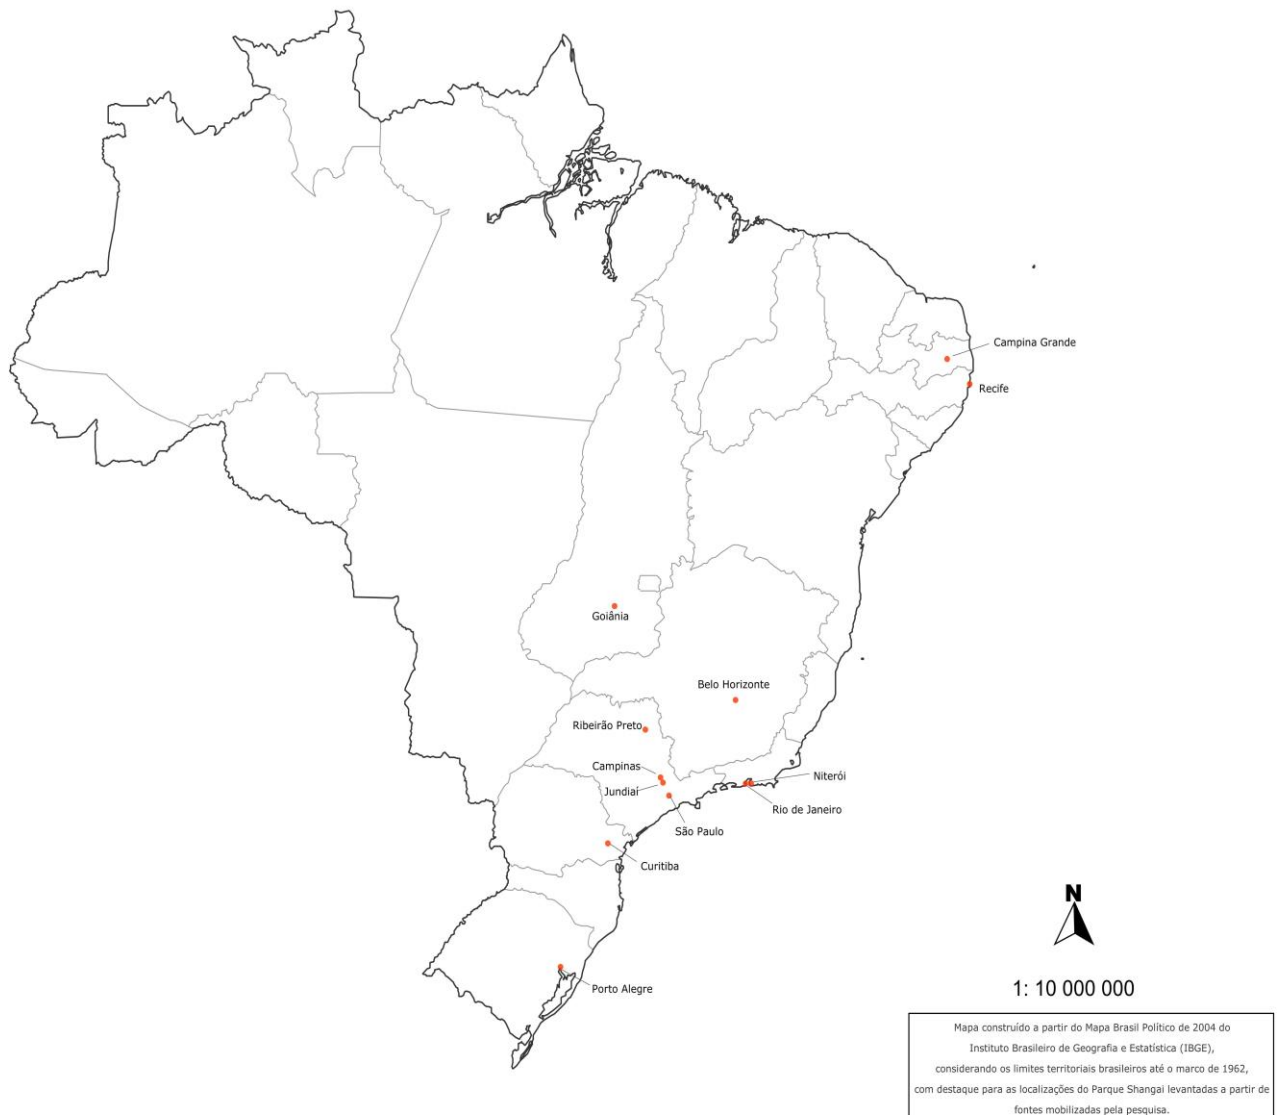 Campina Grande
Recife
Goiânia
Belo Horizonte
Ribeirão Preto
Campinas
Niterói
Jundiaí
Rio de Janeiro
São Paulo
Curitiba
N
Porto Alegre
1: 10 000 000
Mapa construído a partir do Mapa Brasil Político de 2004 do
Instituto Brasileiro de Geografia e Estatística (IBGE),
considerando os limites territoriais brasileiros até o marco de 1962,
com destaque para as localizações do Parque Shangai levantadas a partir de
fontes mobilizadas pela pesquisa.